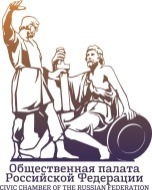 Общественная палата
Российской Федерации
CIVIC CHAMBER OF THE RUSSIAN FEDERATION